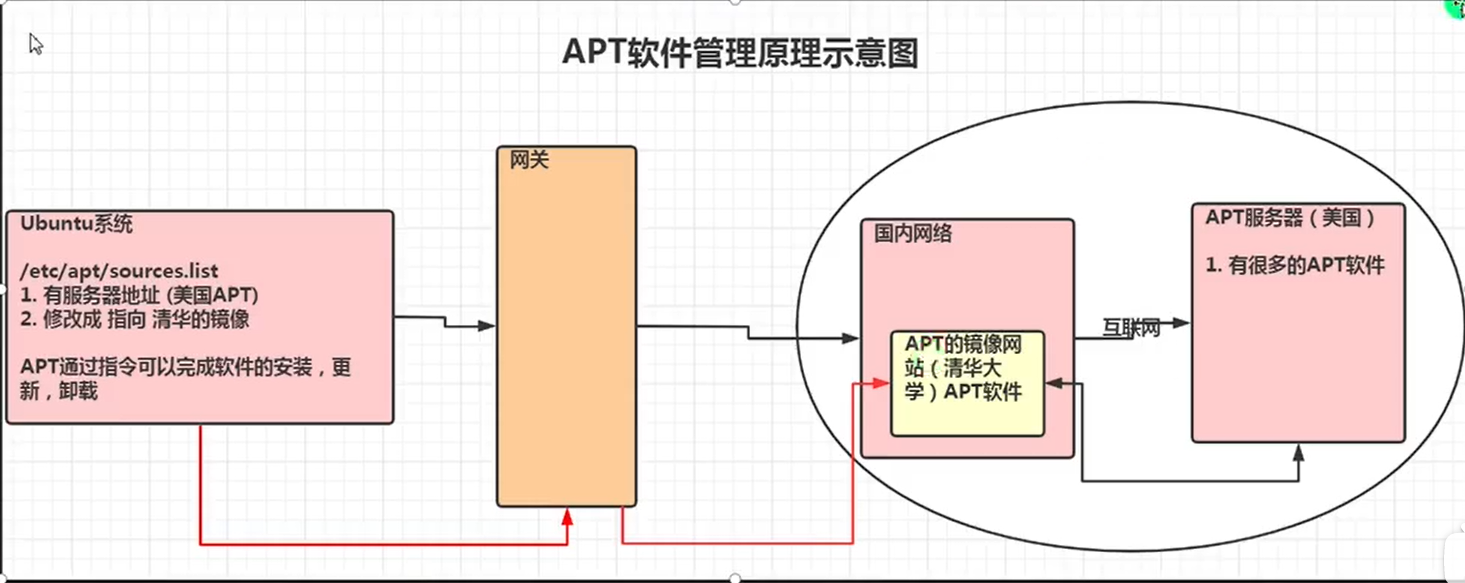 APT软件管理原理示意图
网关
Ubuntu系统
/etc/apt/sources.list
1. 有服务器地址 (美国APT)
2. 修改成 指向 清华的镜像
APT通过指令可以完成软件的安装，更
新，卸载
国内网络
APT的镜像网
站（清华大
学）APT软件
互联网
APT服务器（美国）
1. 有很多的APT软件